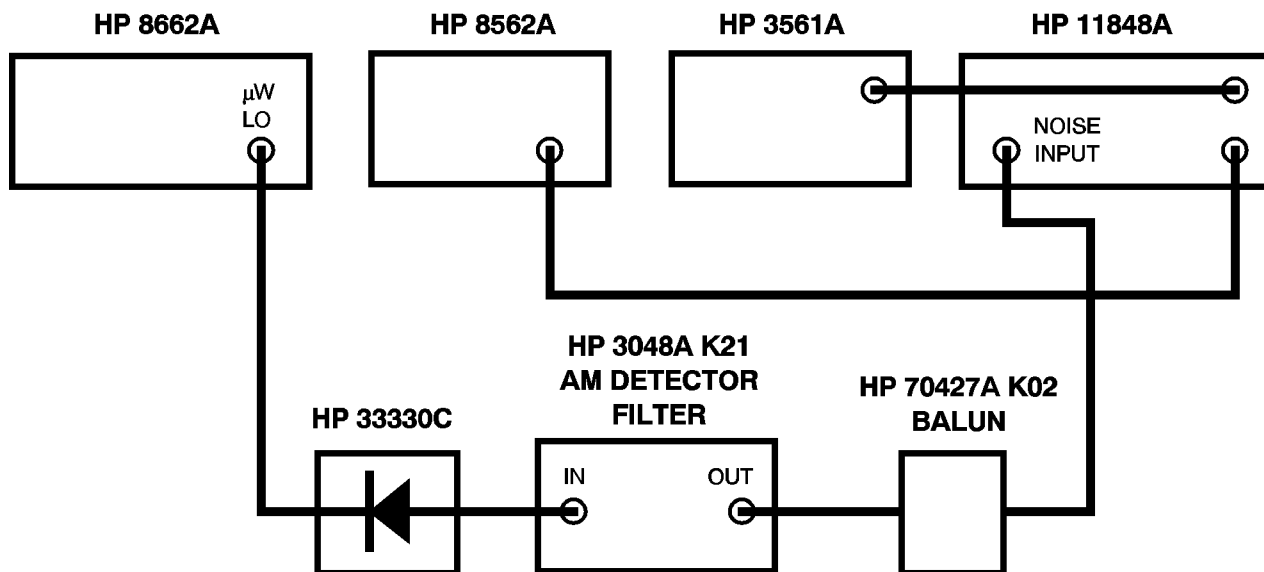 HP 8662A
HP 8562A
HP 3561A
HP 11848A
µW
LO
NOISE
INPUT
HP 33330C
HP 3048A K21
AM DETECTOR
FILTER
IN
OUT
HP 70427A K02
BALUN